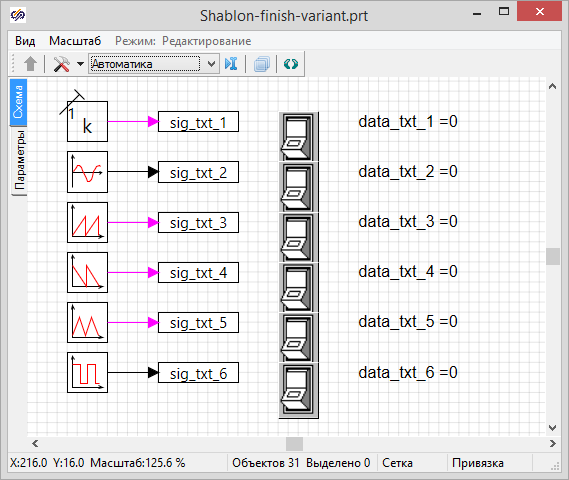 Shablon-finish-variant.prt
Вид Масштаб Режим: Редактирование
Автоматика
Схема
Параметры
1
k
sig_txt_1
data_txt_1 =0
sig_txt_2
data_txt_2 =0
sig_txt_3
data_txt_3 =0
sig_txt_4
data_txt_4 =0
sig_txt_5
data_txt_5 =0
sig_txt_6
data_txt_6 =0
X:216.0 Y:16.0 Масштаб:125.6 % Объектов 31 Выделено 0 Сетка Привязка